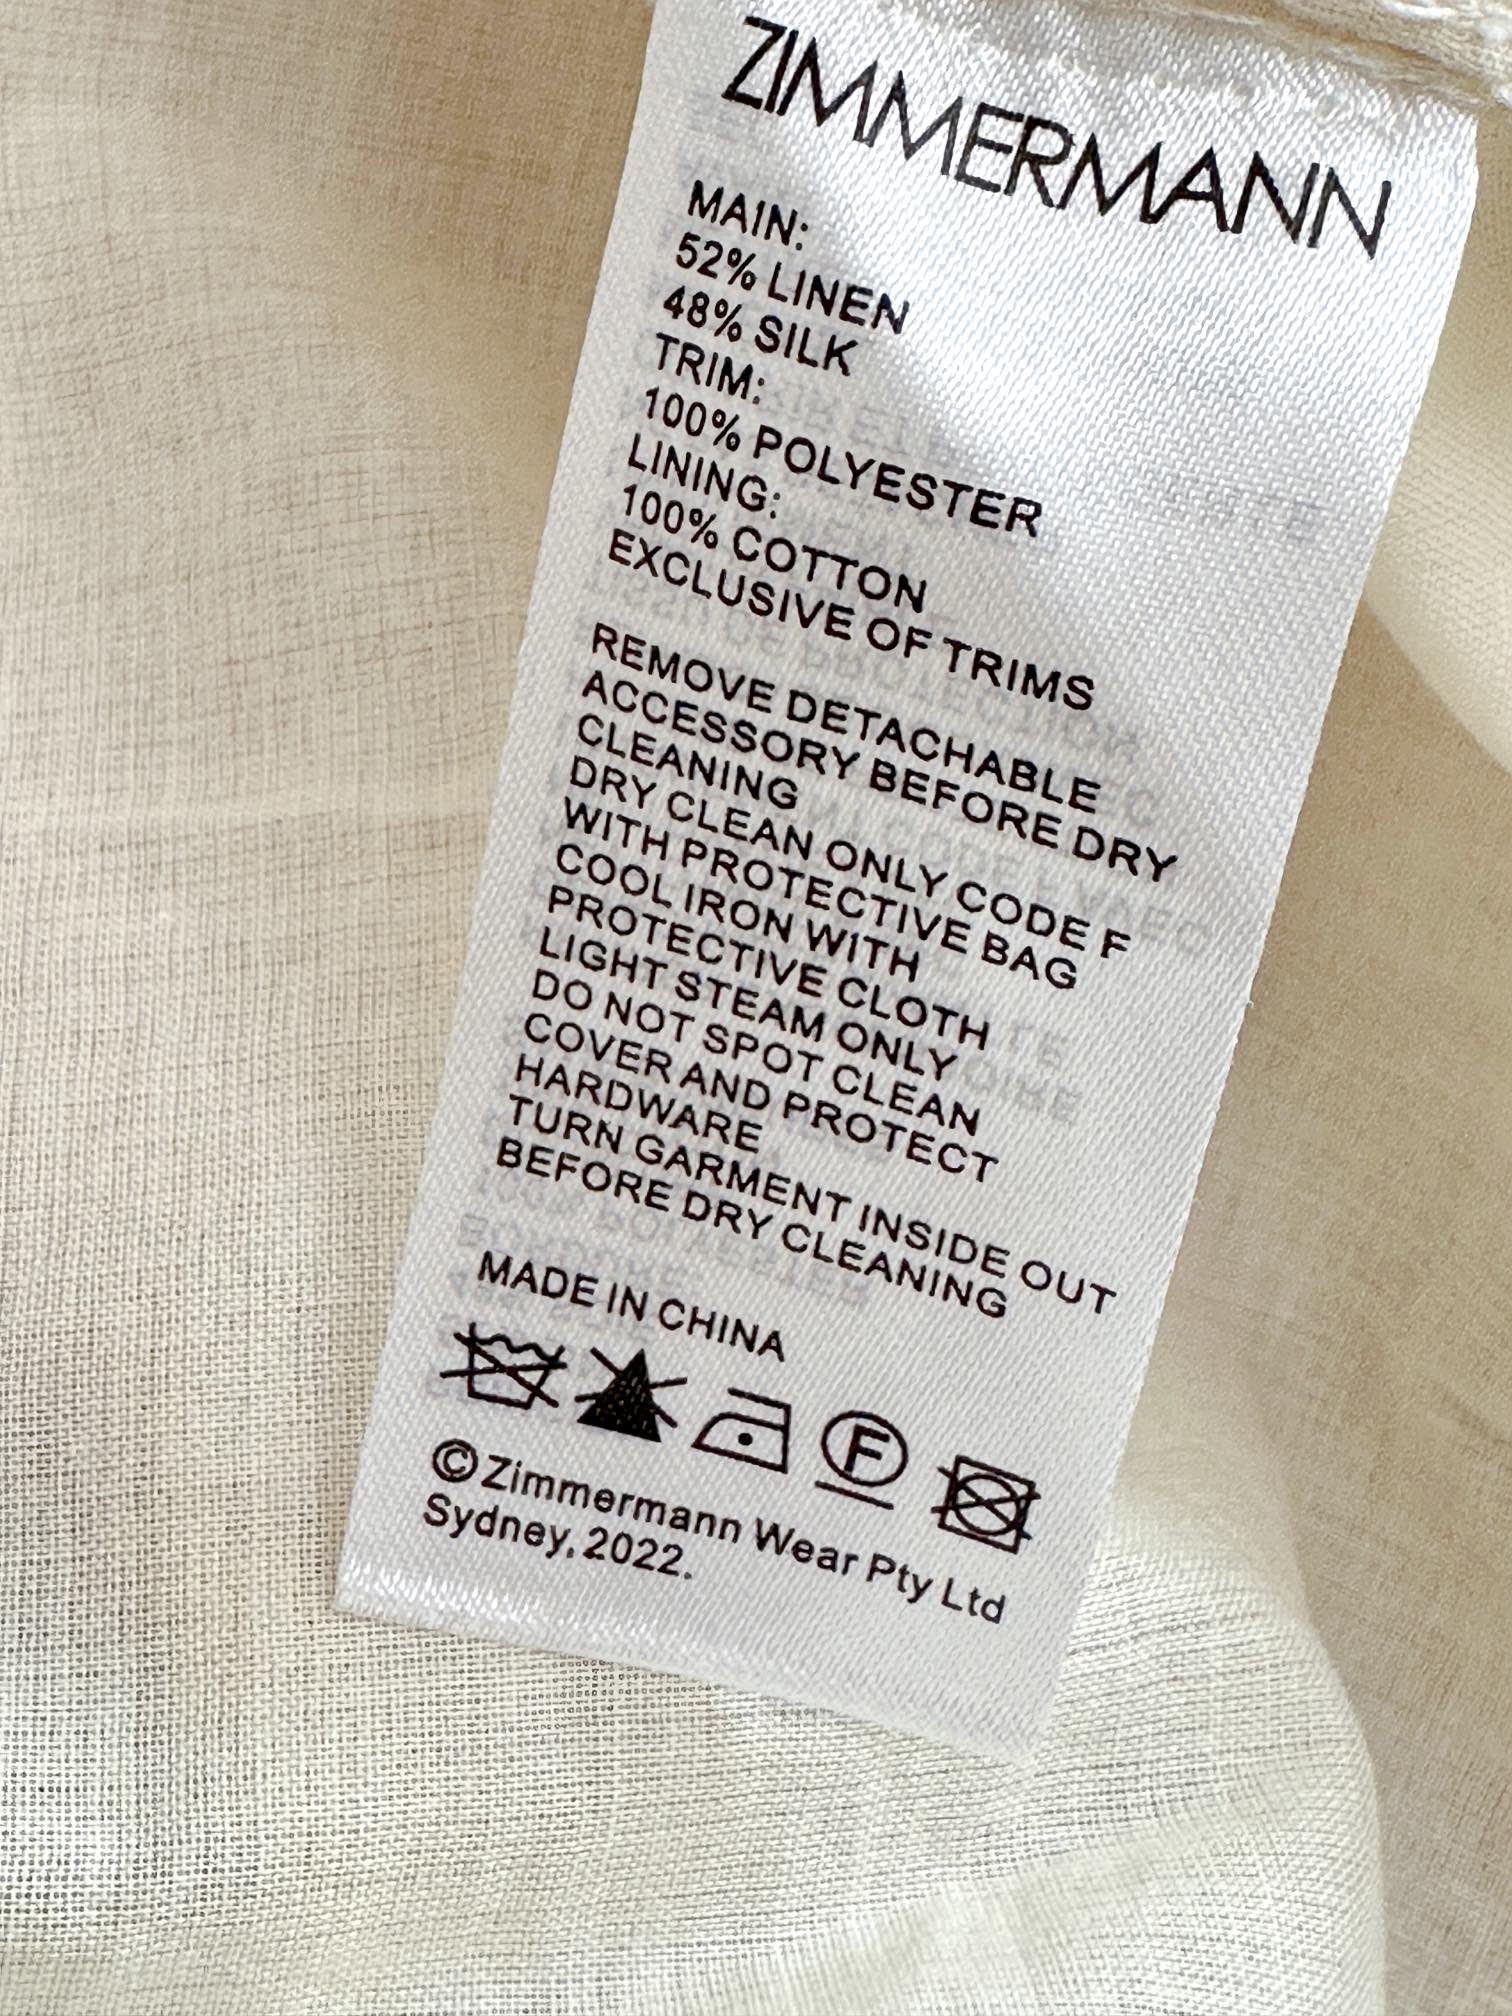 ZIMMERMANN
MAIN:
52% LINEN
48% SILK
TRIM:
100% POLYESTER
LINING:
100% COTTON
EXCLUSIVE OF TRIMS
REMOVE DETACHABLE
ACCESSORY BEFORE DRY
CLEANING
DRY CLEAN ONLY CODE F
WITH PROTECTIVE BAG
COOL IRON WITH
PROTECTIVE CLOTH
LIGHT STEAM ONLY
DO NOT SPOT CLEAN
COVER AND PROTECT
HARDWARE
TURN GARMENT INSIDE OUT
BEFORE DRY CLEANING
MADE IN CHINA
F
©Zimmermann Wear Pty Ltd
Sydney, 2022.